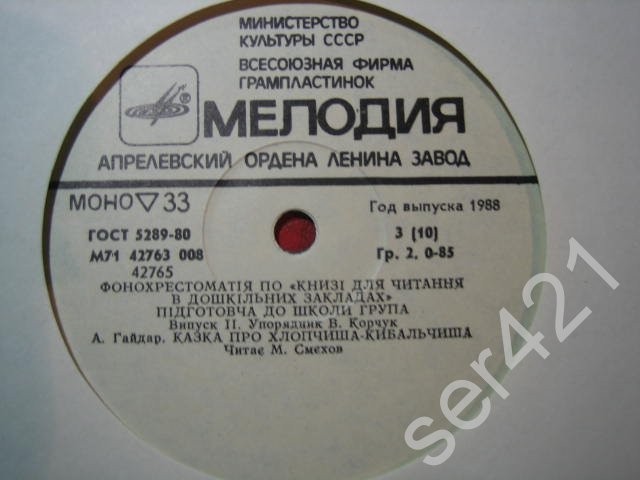 МИНИСТЕРСТВО
КУЛЬТУРЫ СССР
ВСЕСОЮЗНАЯ ФИРМА
ГРАМПЛАСТИНОК
®
МЕЛОДИЯ
АПРЕЛЕВСКИЙ ОРДЕНА ЛЕНИНА ЗАВОД
МОНО ▽ 33
Год выпуска 1988
ГОСТ 5289-80
3 (10)
М71 42763 008
Гр. 2. 0-85
42765
ФОНОХРЕСТОМАТІЯ ПО «КНИЗІ ДЛЯ ЧИТАННЯ
В ДОШКІЛЬНИХ ЗАКЛАДАХ»
ПІДГОТОВЧА ДО ШКОЛИ ГРУПА
Випуск II. Упорядник В. Корчук
А. Гайдар. КАЗКА ПРО ХЛОПЧИША-КИБАЛЬЧИША
Читає М. Смехов
ser421